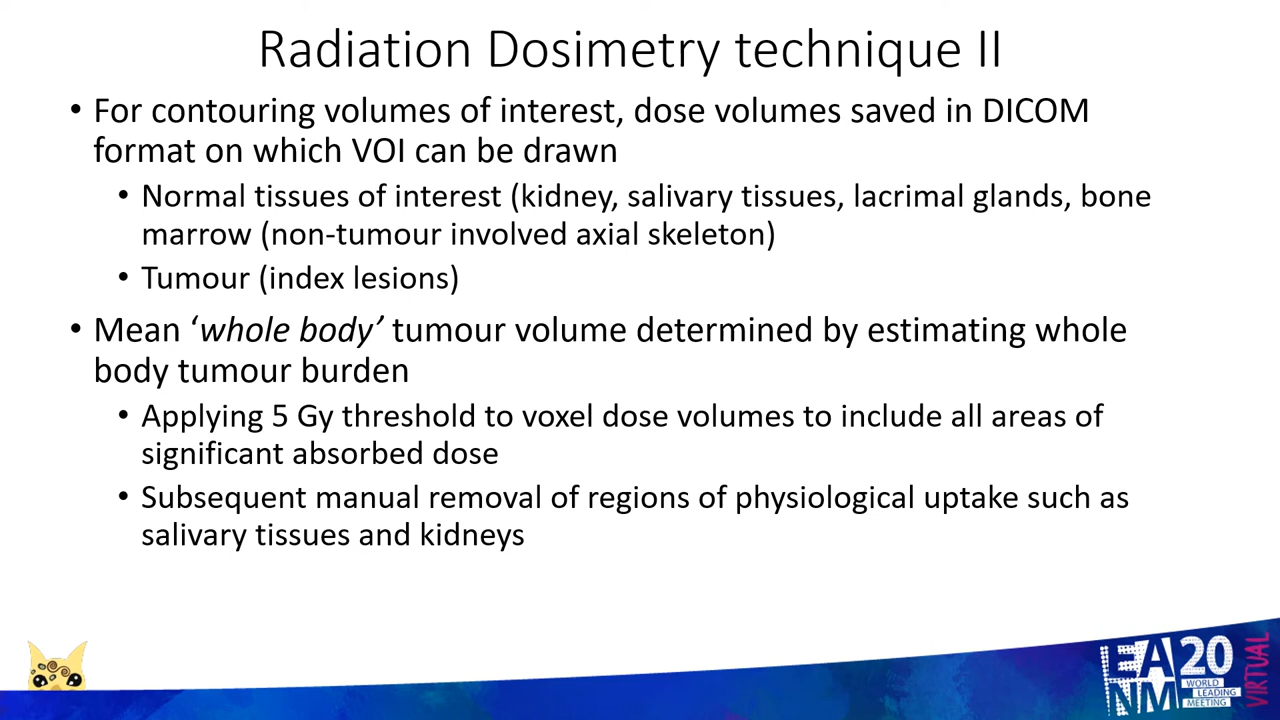 Radiation Dosimetry technique II
• For contouring volumes of interest, dose volumes saved in DICOM
format on which VOI can be drawn
• Normal tissues of interest (kidney, salivary tissues, lacrimal glands, bone
marrow (non-tumour involved axial skeleton)
• Tumour (index lesions)
• Mean ‘whole body’ tumour volume determined by estimating whole
body tumour burden
• Applying 5 Gy threshold to voxel dose volumes to include all areas of
significant absorbed dose
• Subsequent manual removal of regions of physiological uptake such as
salivary tissues and kidneys
EA20
NM WORLD
LEADING
MEETING
VIRTUAL